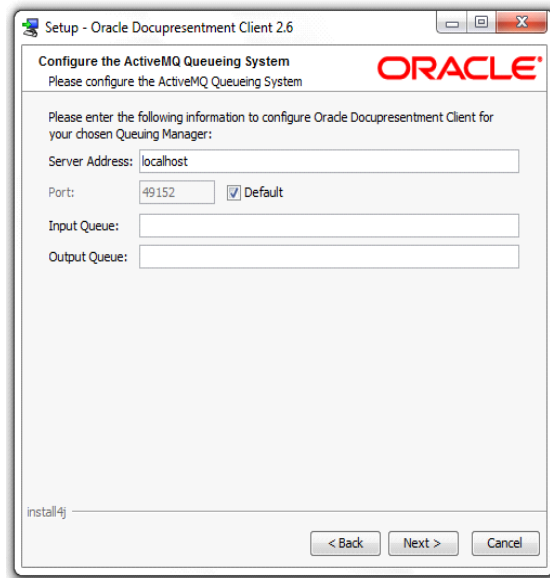 Setup - Oracle Docupresentment Client 2.6
Configure the ActiveMQ Queueing System
Please configure the ActiveMQ Queueing System
ORACLE
Please enter the following information to configure Oracle Docupresentment Client for
your chosen Queuing Manager:
Server Address: localhost
Port: 49152 Default
Input Queue:
Output Queue:
install4j
< Back Next > Cancel